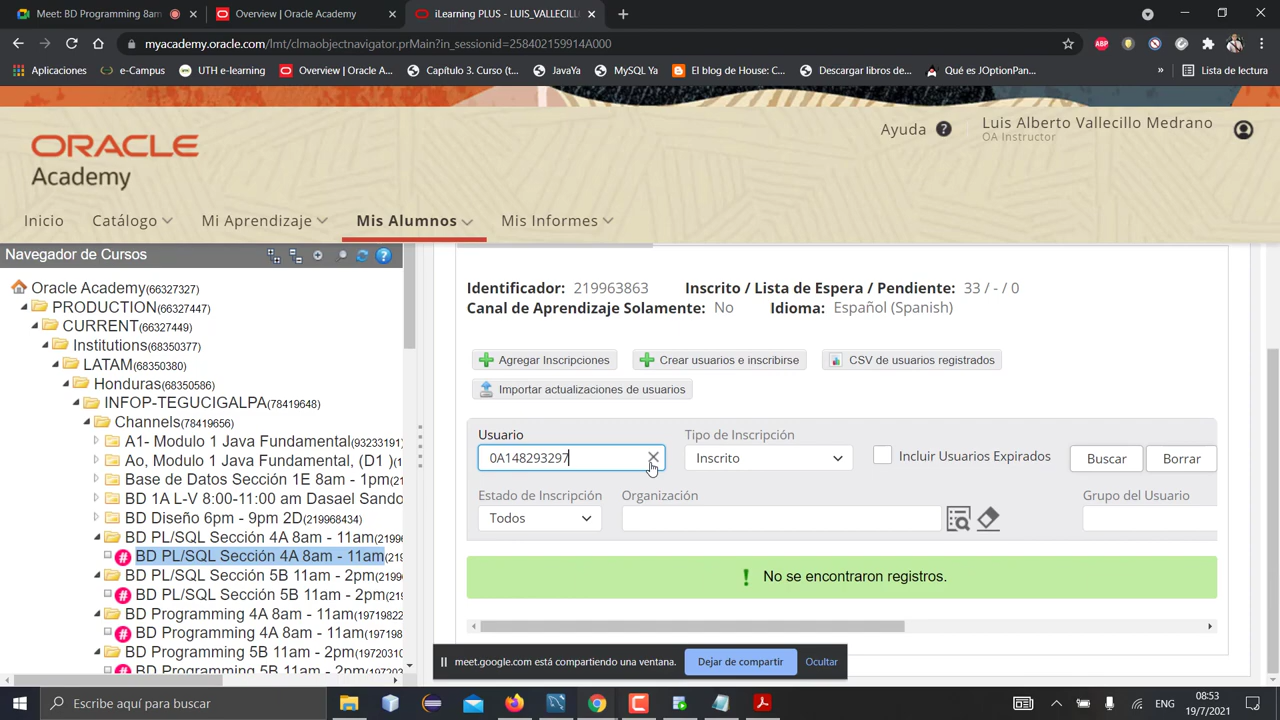 Meet: BD Programming 8am
Overview | Oracle Academy
iLearning PLUS - LUIS_VALLECILL
myacademy.oracle.com/lmt/clmaobjectnavigator.prMain?in_sessionid=258402159914A000
Aplicaciones
e-Campus
UTH e-learning
Overview | Oracle A...
Capítulo 3. Curso (t...
JavaYa
MySQL Ya
El blog de House: C...
Descargar libros de...
Qué es JOptionPan...
»
Lista de lectura
ORACLE
Academy
Ayuda ?
Luis Alberto Vallecillo Medrano
OA Instructor
Inicio
Catálogo
Mi Aprendizaje
Mis Alumnos
Mis Informes
Navegador de Cursos
Oracle Academy(66327327)
PRODUCTION(66327447)
CURRENT(66327449)
Institutions(68350377)
LATAM(68350380)
Honduras(68350586)
INFOP-TEGUCIGALPA(78419648)
Channels(78419656)
A1- Modulo 1 Java Fundamental(93233191)
Ao, Modulo 1 Java Fundamental, (D1 )(
Base de Datos Sección 1E 8am - 1pm(
BD 1A L-V 8:00-11:00 am Dasael Sando
BD Diseño 6pm - 9pm 2D(219968434)
BD PL/SQL Sección 4A 8am - 11am(
BD PL/SQL Sección 4A 8am - 11am(
BD PL/SQL Sección 5B 11am - 2pm(
BD PL/SQL Sección 5B 11am - 2pm(
BD Programming 4A 8am - 11am(19719822
BD Programming 4A 8am - 11am(
BD Programming 5B 11am - 2pm(19720310
BD Programming 5B 11am - 2pm(
Identificador: 219963863
Inscrito / Lista de Espera / Pendiente: 33 / - / 0
Canal de Aprendizaje Solamente: No
Idioma: Español (Spanish)
Agregar Inscripciones
Crear usuarios e inscribirse
CSV de usuarios registrados
Importar actualizaciones de usuarios
Usuario
Tipo de Inscripción
0A148293297
Inscrito
Incluir Usuarios Expirados
Buscar
Borrar
Estado de Inscripción
Organización
Grupo del Usuario
Todos
No se encontraron registros.
meet.google.com está compartiendo una ventana.
Dejar de compartir
Ocultar
Escribe aquí para buscar
ENG
08:53
19/7/2021